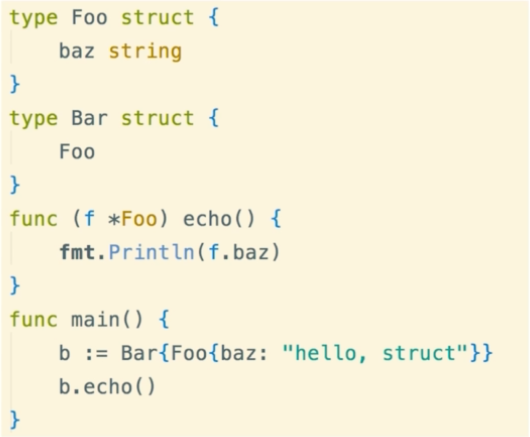 type Foo struct {
    baz string
}
type Bar struct {
    Foo
}
func (f *Foo) echo() {
    fmt.Println(f.baz)
}
func main() {
    b := Bar{Foo{baz: "hello, struct"}}
    b.echo()
}